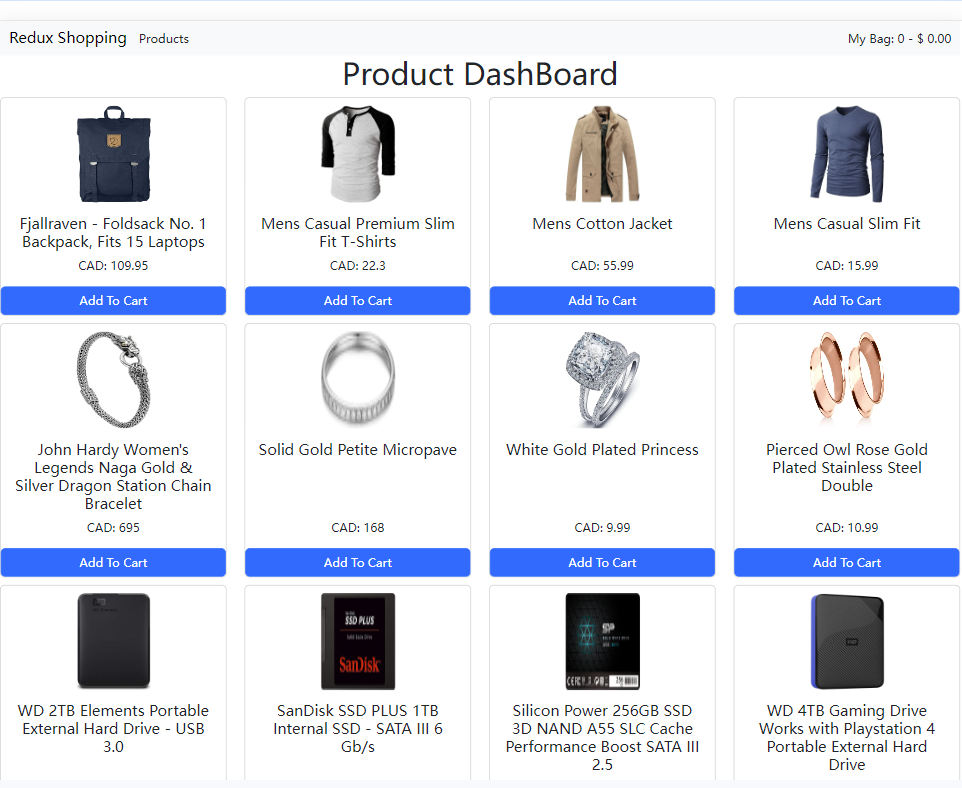 Redux Shopping Products My Bag: 0 - $ 0.00
Product DashBoard
Fjallraven - Foldsack No. 1
Backpack, Fits 15 Laptops
CAD: 109.95
Add To Cart
Mens Casual Premium Slim
Fit T-Shirts
CAD: 22.3
Add To Cart
Mens Cotton Jacket
CAD: 55.99
Add To Cart
Mens Casual Slim Fit
CAD: 15.99
Add To Cart
John Hardy Women's
Legends Naga Gold &
Silver Dragon Station Chain
Bracelet
CAD: 695
Add To Cart
Solid Gold Petite Micropave
CAD: 168
Add To Cart
White Gold Plated Princess
CAD: 9.99
Add To Cart
Pierced Owl Rose Gold
Plated Stainless Steel
Double
CAD: 10.99
Add To Cart
WD 2TB Elements Portable
External Hard Drive - USB
3.0
SSD PLUS
Solid State Drive
SanDisk
SanDisk SSD PLUS 1TB
Internal SSD - SATA III 6
Gb/s
SP
Silicon Power 256GB SSD
3D NAND A55 SLC Cache
Performance Boost SATA III
2.5
WD
WD 4TB Gaming Drive
Works with Playstation 4
Portable External Hard
Drive